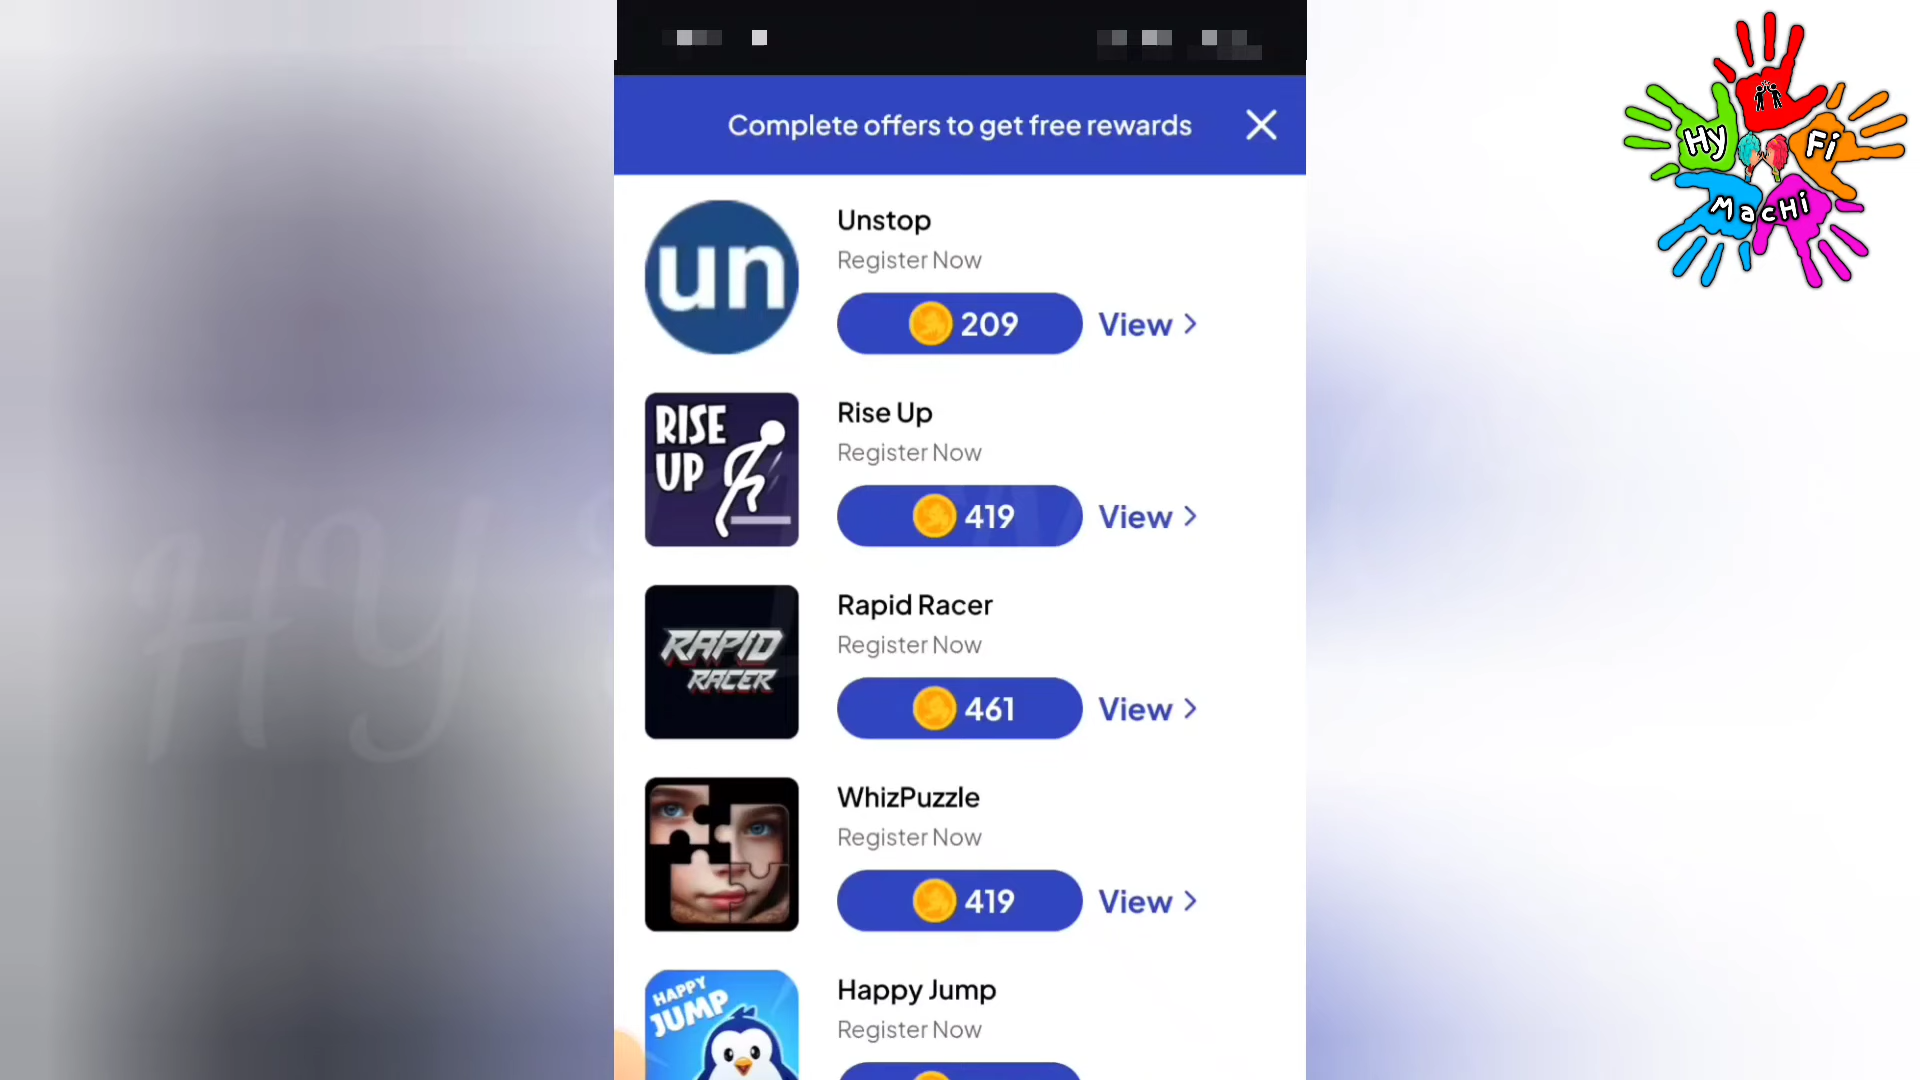 Complete offers to get free rewards
Hy
Fi
MacHi
un
Unstop
Register Now
209
View
RISE
UP
Rise Up
Register Now
419
View
RAPID
RACER
Rapid Racer
Register Now
461
View
WhizPuzzle
Register Now
419
View
HAPPY
JUMP
Happy Jump
Register Now
HY